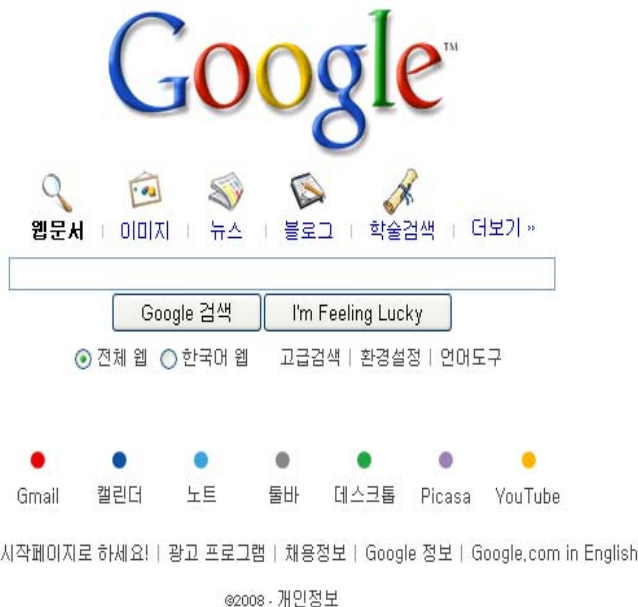 Google™
웹문서 | 이미지 | 뉴스 | 블로그 | 학술검색 | 더보기 »
Google 검색 I'm Feeling Lucky
전체 웹 한국어 웹 고급검색 | 환경설정 | 언어도구
Gmail 캘린더 노트 툴바 데스크톱 Picasa YouTube
시작페이지로 하세요! | 광고 프로그램 | 채용정보 | Google 정보 | Google.com in English
©2008 - 개인정보